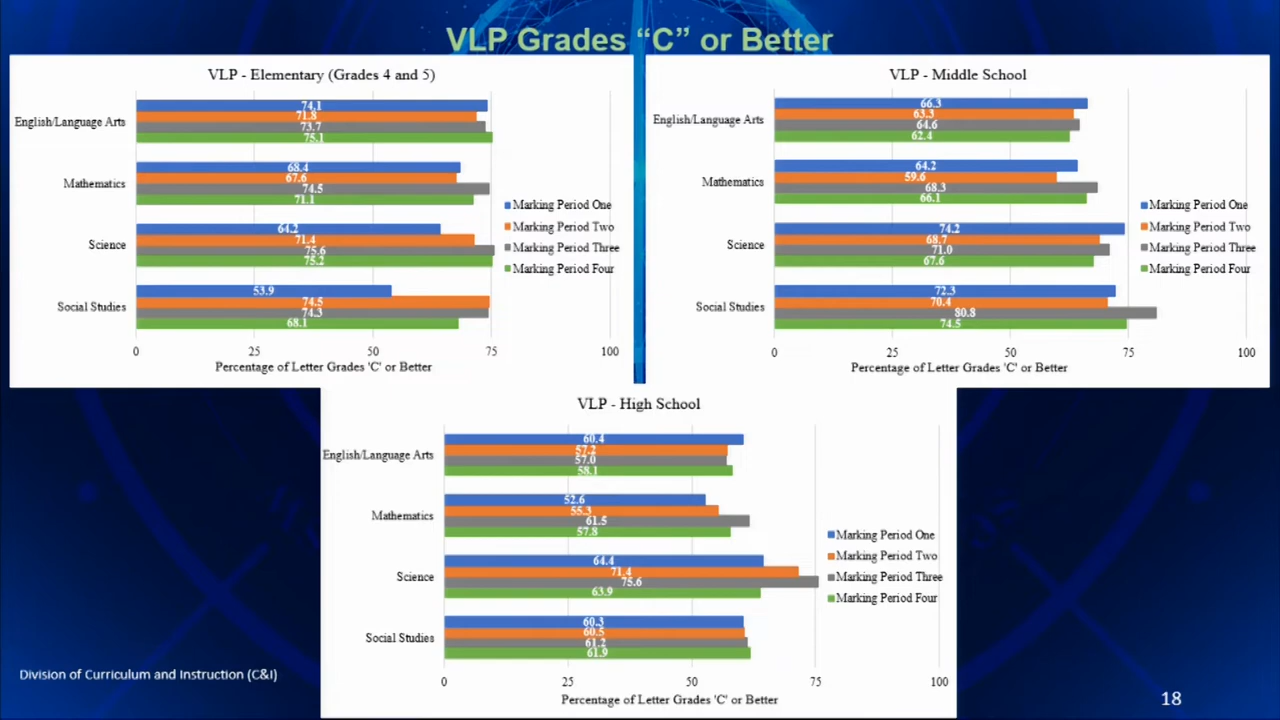 VLP Grades “C” or Better
VLP - Elementary (Grades 4 and 5)
English/Language Arts
74.1
71.8
73.7
75.1
Mathematics
68.4
67.6
74.5
71.1
Science
64.2
71.4
75.6
75.2
Social Studies
53.9
74.5
74.3
68.1
Marking Period One
Marking Period Two
Marking Period Three
Marking Period Four
0 25 50 75 100
Percentage of Letter Grades 'C' or Better
VLP - Middle School
English/Language Arts
66.3
63.3
64.6
62.4
Mathematics
64.2
59.6
68.3
66.1
Science
74.2
68.7
71.0
67.6
Social Studies
72.3
70.4
80.8
74.5
Marking Period One
Marking Period Two
Marking Period Three
Marking Period Four
0 25 50 75 100
Percentage of Letter Grades 'C' or Better
VLP - High School
English/Language Arts
60.4
57.2
57.0
58.1
Mathematics
52.6
55.3
61.5
57.8
Science
64.4
71.4
75.6
63.9
Social Studies
60.3
60.5
61.2
61.9
Marking Period One
Marking Period Two
Marking Period Three
Marking Period Four
0 25 50 75 100
Percentage of Letter Grades 'C' or Better
Division of Curriculum and Instruction (C&I)
18